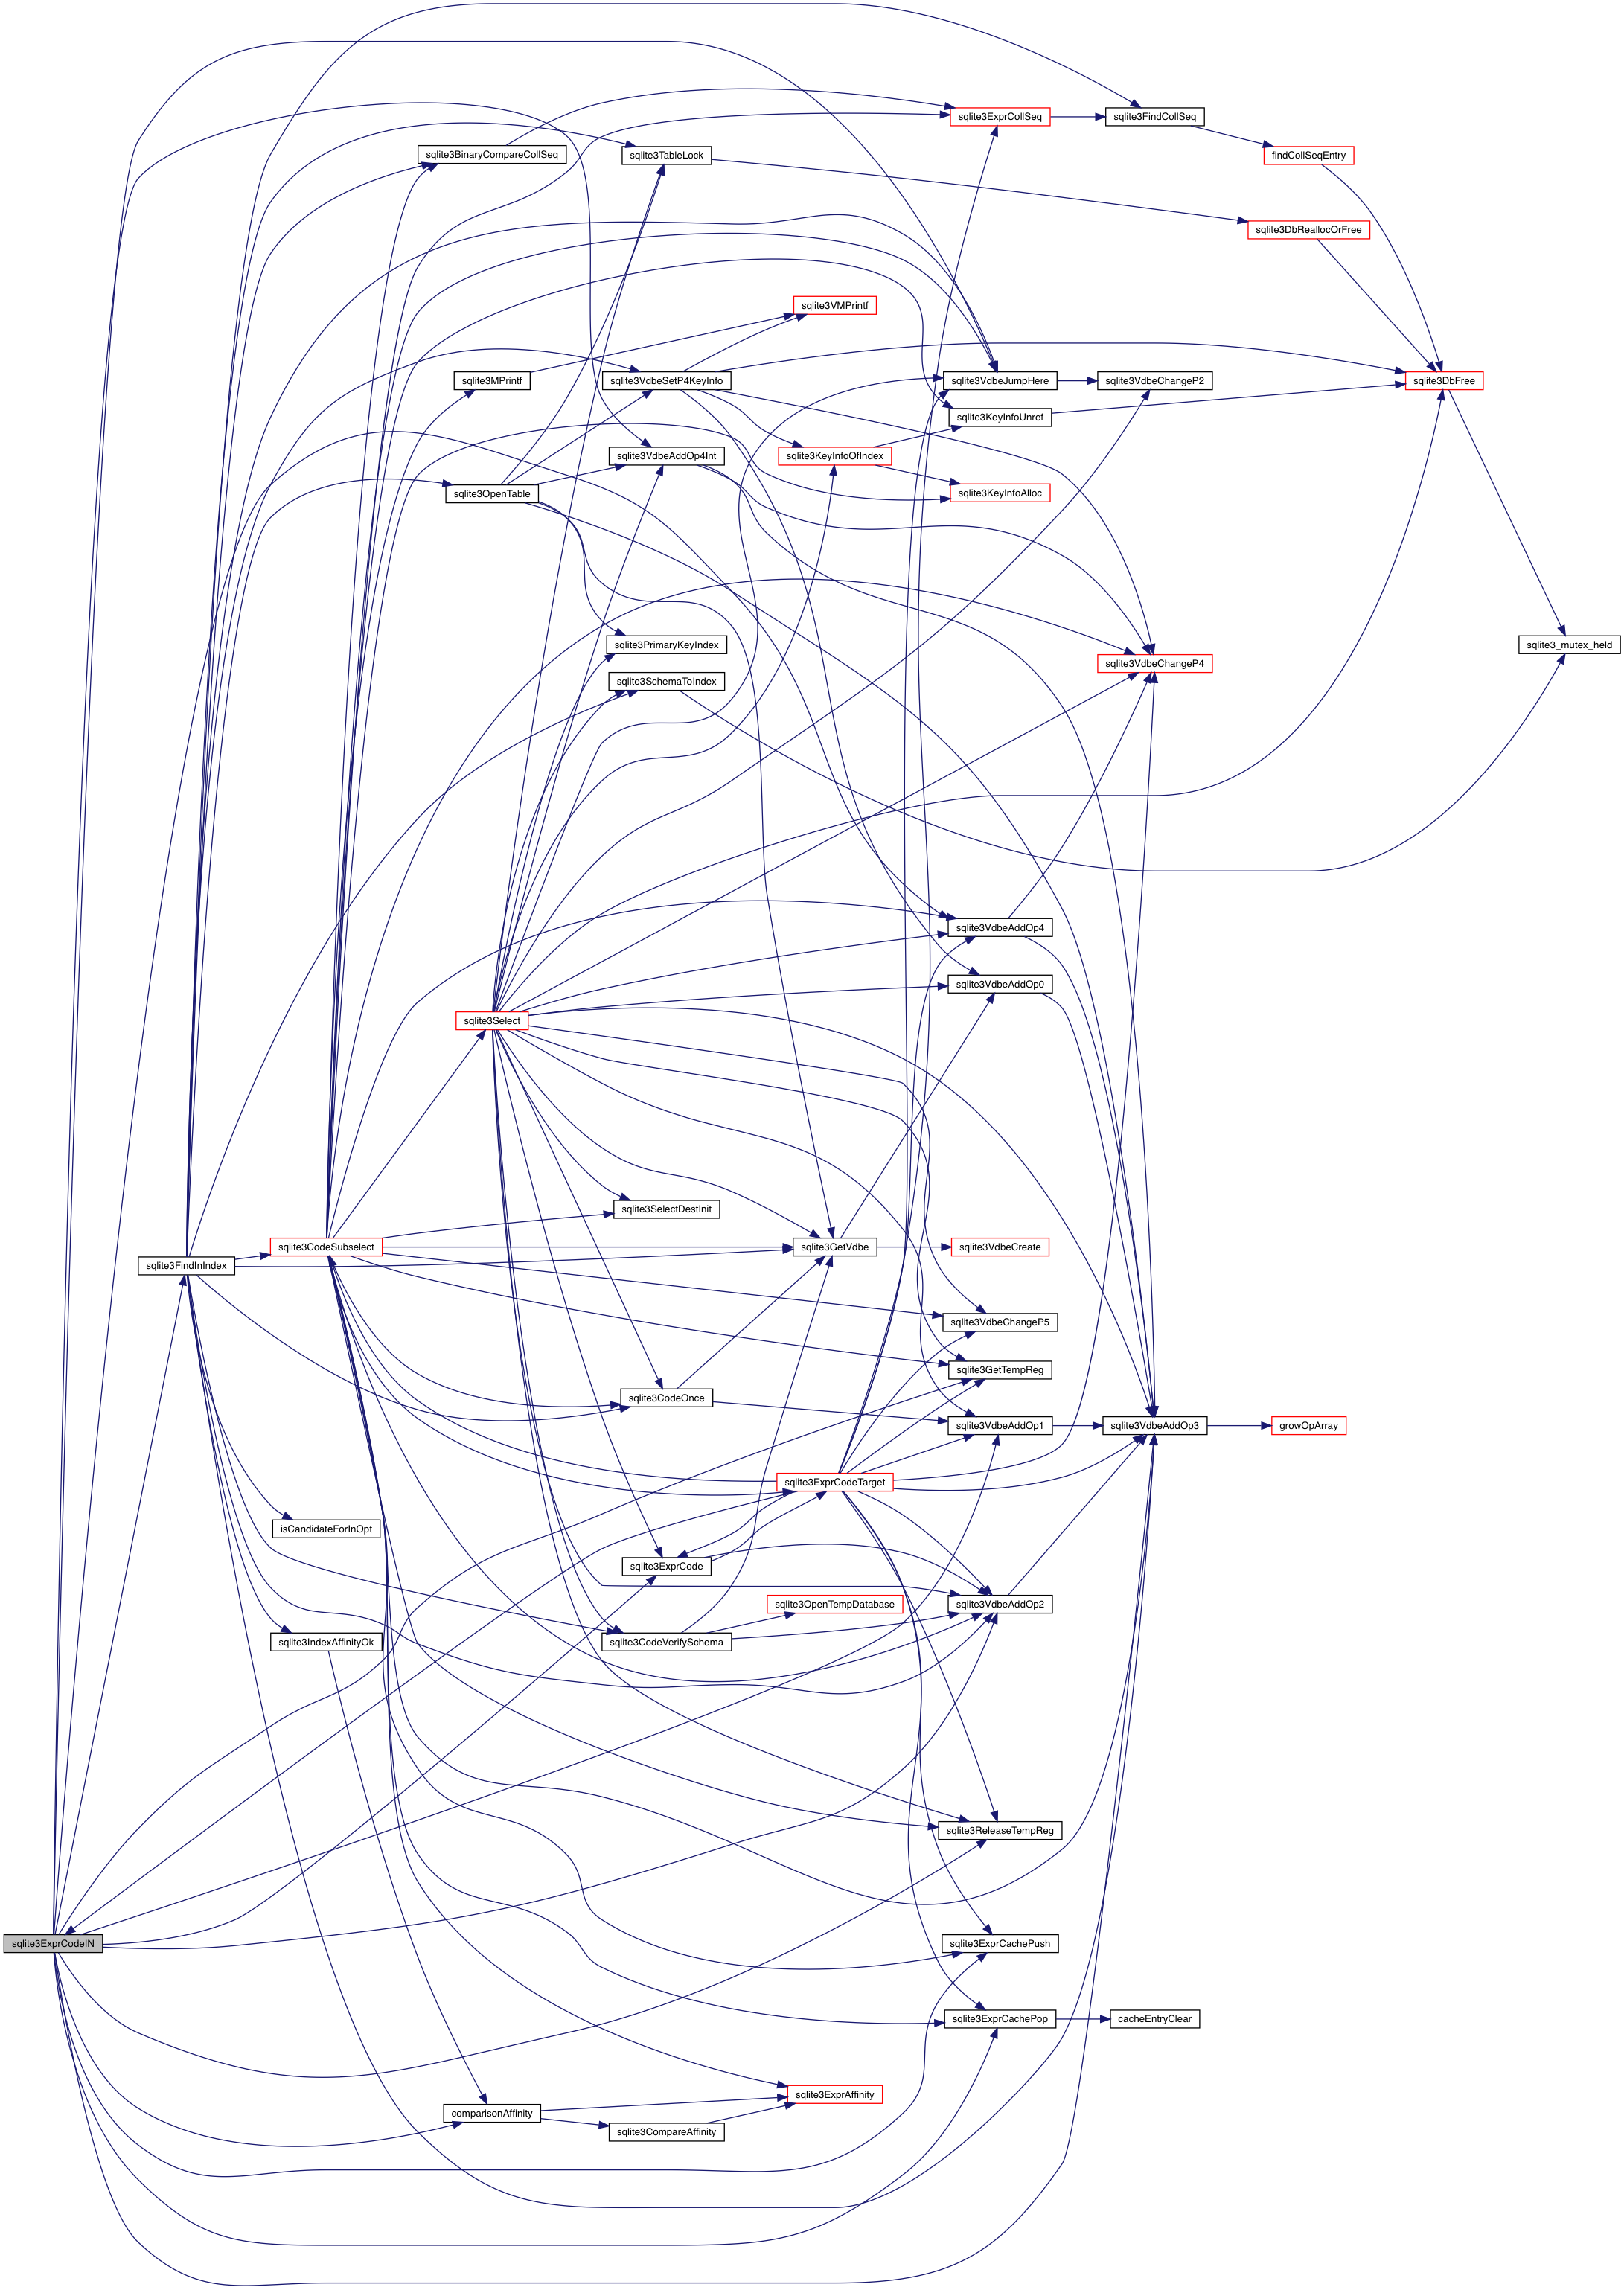 sqlite3ExprCollSeq
sqlite3FindCollSeq
sqlite3BinaryCompareCollSeq
sqlite3TableLock
findCollSeqEntry
sqlite3DbReallocOrFree
sqlite3VMPrintf
sqlite3MPrintf
sqlite3VdbeSetP4KeyInfo
sqlite3VdbeJumpHere
sqlite3VdbeChangeP2
sqlite3DbFree
sqlite3KeyInfoUnref
sqlite3VdbeAddOp4Int
sqlite3KeyInfoOfIndex
sqlite3OpenTable
sqlite3KeyInfoAlloc
sqlite3PrimaryKeyIndex
sqlite3_mutex_held
sqlite3VdbeChangeP4
sqlite3SchemaToIndex
sqlite3VdbeAddOp4
sqlite3VdbeAddOp0
sqlite3Select
sqlite3SelectDestInit
sqlite3CodeSubselect
sqlite3GetVdbe
sqlite3VdbeCreate
sqlite3FindInIndex
sqlite3VdbeChangeP5
sqlite3GetTempReg
sqlite3CodeOnce
sqlite3VdbeAddOp1
sqlite3VdbeAddOp3
growOpArray
sqlite3ExprCodeTarget
isCandidateForInOpt
sqlite3ExprCode
sqlite3OpenTempDatabase
sqlite3VdbeAddOp2
sqlite3IndexAffinityOk
sqlite3CodeVerifySchema
sqlite3ReleaseTempReg
sqlite3ExprCodeIN
sqlite3ExprCachePush
sqlite3ExprCachePop
cacheEntryClear
sqlite3ExprAffinity
comparisonAffinity
sqlite3CompareAffinity